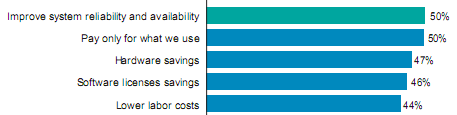 Improve system reliability and availability 50%
Pay only for what we use 50%
Hardware savings 47%
Software licenses savings 46%
Lower labor costs 44%